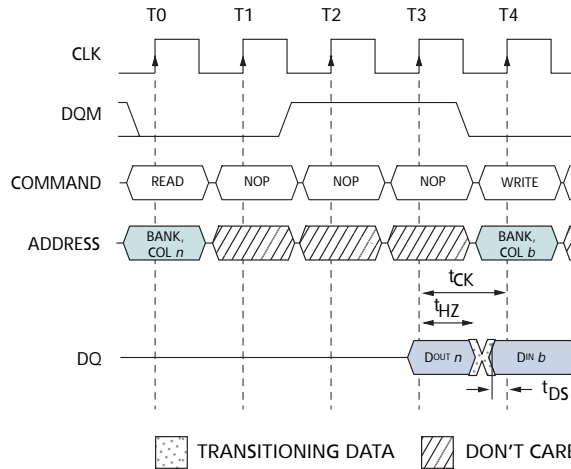 T0 T1 T2 T3 T4
CLK
DQM
COMMAND READ NOP NOP NOP WRITE
ADDRESS BANK, COL n BANK, COL b
tCK
tHZ
DQ DOUT n DIN b
tDS
TRANSITIONING DATA DON'T CARE